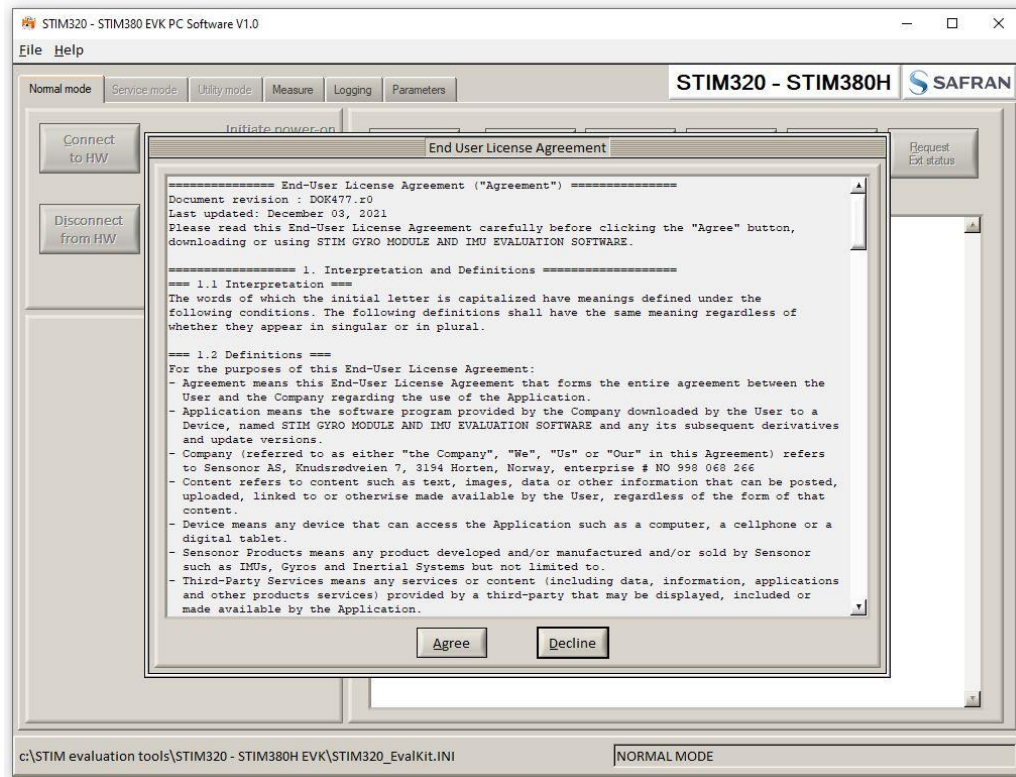 STIM320 - STIM380 EVK PC Software V1.0
File Help
Normal mode Service mode Utility mode Measure Logging Parameters
STIM320 - STIM380H SAFRAN
Connect
to HW
Initiate power-on
Request
Ext status
Disconnect
from HW
End User License Agreement
=============== End-User License Agreement ("Agreement") ===============
Document revision : DOK477.r0
Last updated: December 03, 2021
Please read this End-User License Agreement carefully before clicking the "Agree" button,
downloading or using STIM GYRO MODULE AND IMU EVALUATION SOFTWARE.
================== 1. Interpretation and Definitions ===================
=== 1.1 Interpretation ===
The words of which the initial letter is capitalized have meanings defined under the
following conditions. The following definitions shall have the same meaning regardless of
whether they appear in singular or in plural.
=== 1.2 Definitions ===
For the purposes of this End-User License Agreement:
- Agreement means this End-User License Agreement that forms the entire agreement between the
User and the Company regarding the use of the Application.
- Application means the software program provided by the Company downloaded by the User to a
Device, named STIM GYRO MODULE AND IMU EVALUATION SOFTWARE and any its subsequent derivatives
and update versions.
- Company (referred to as either "the Company", "We", "Us" or "Our" in this Agreement) refers
to Sensonor AS, Knudsrødveien 7, 3194 Horten, Norway, enterprise # NO 998 068 266
- Content refers to content such as text, images, data or other information that can be posted,
uploaded, linked to or otherwise made available by the User, regardless of the form of that
content.
- Device means any device that can access the Application such as a computer, a cellphone or a
digital tablet.
- Sensonor Products means any product developed and/or manufactured and/or sold by Sensonor
such as IMUs, Gyros and Inertial Systems but not limited to.
- Third-Party Services means any services or content (including data, information, applications
and other products services) provided by a third-party that may be displayed, included or
made available by the Application.
Agree Decline
c:\STIM evaluation tools\STIM320 - STIM380H EVK\STIM320_EvalKit.INI NORMAL MODE